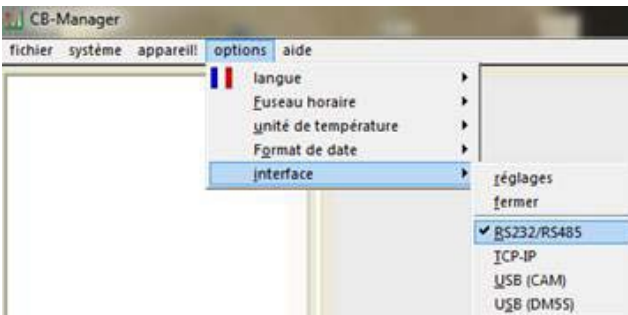 CB-Manager
fichier système appareil! options aide
langue
Fuseau horaire
unité de température
Format de date
interface
réglages
fermer
RS232/RS485
TCP-IP
USB (CAM)
USB (DMSS)